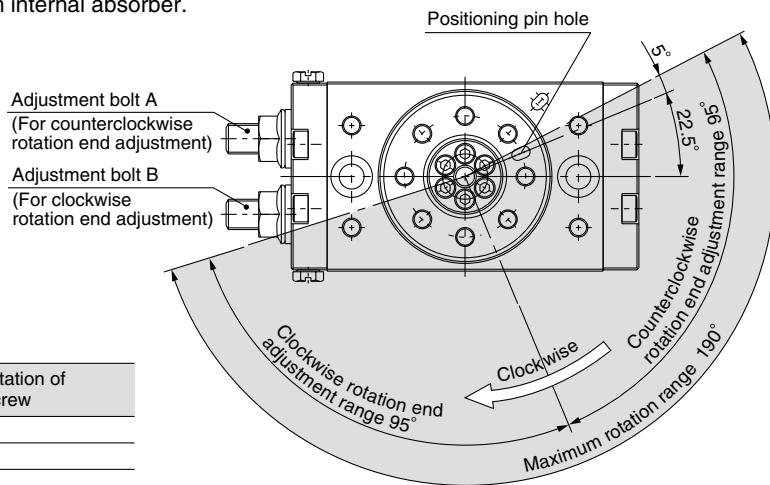 internal absorber.
Positioning pin hole
5°
22.5°
Adjustment bolt A
(For counterclockwise
rotation end adjustment)
Adjustment bolt B
(For clockwise
rotation end adjustment)
Counterclockwise
rotation end adjustment range 95°
Clockwise rotation end
adjustment range 95°
Clockwise
Maximum rotation range 190°
tation of
crew